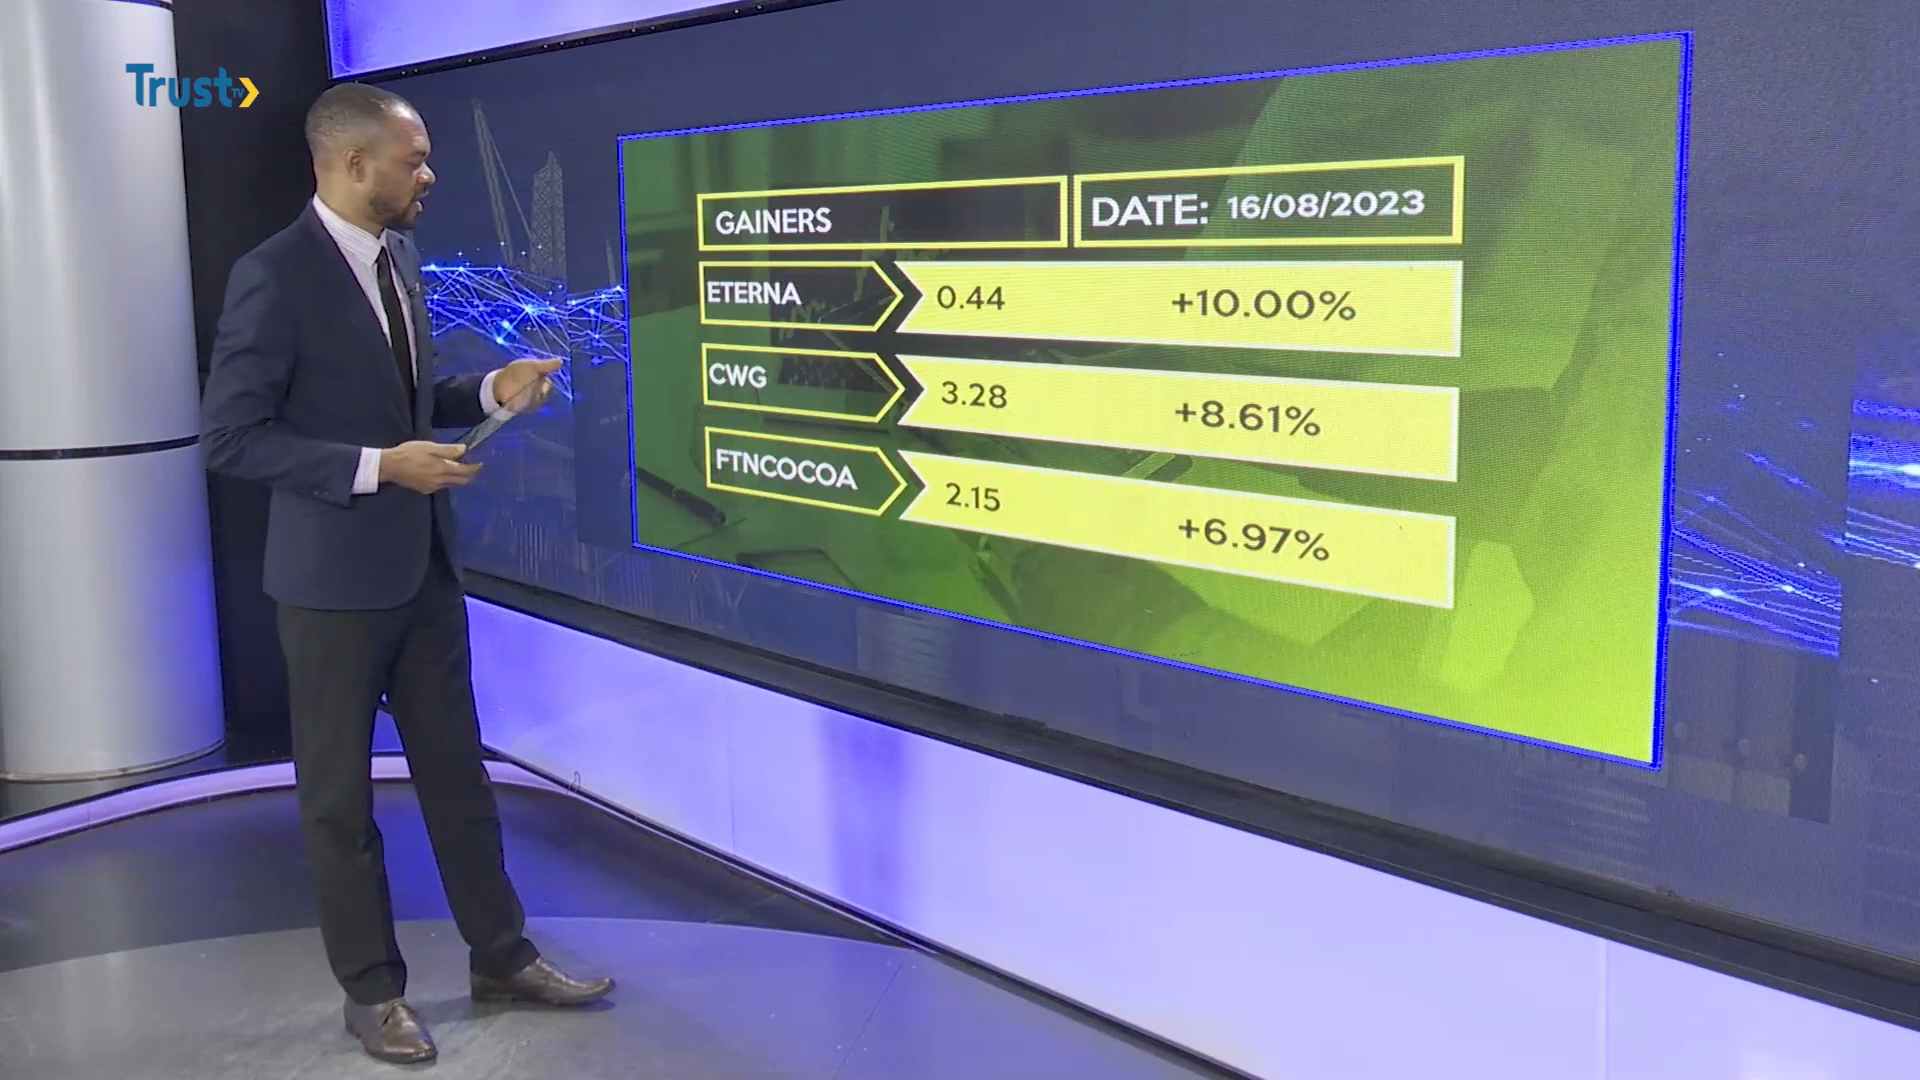 Trust TV
GAINERS
DATE: 16/08/2023
ETERNA 0.44 +10.00%
CWG 3.28 +8.61%
FTNCOCOA 2.15 +6.97%